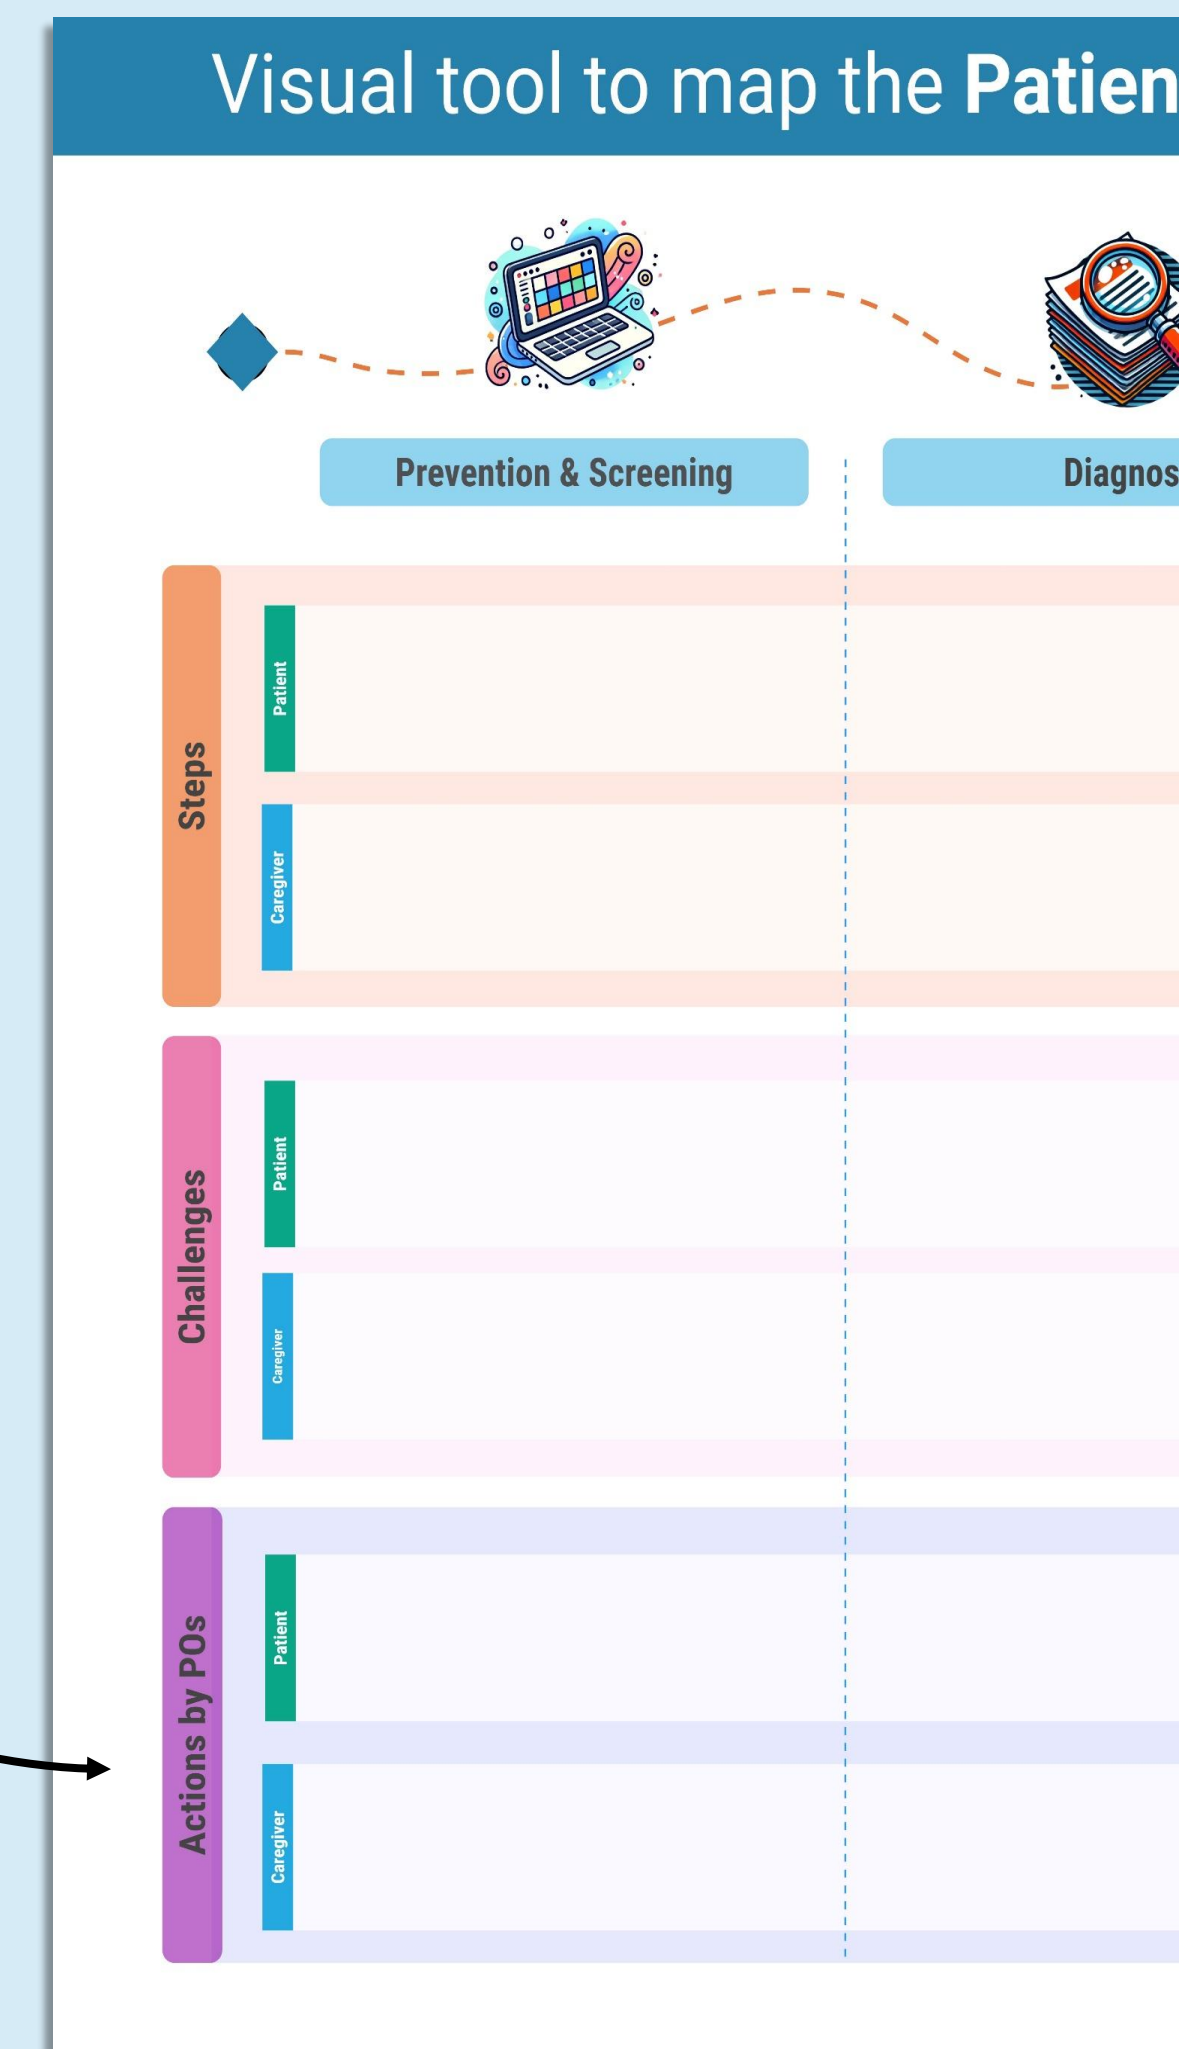 Visual tool to map the Patien
Prevention & Screening
Diagnos
Steps
Patient
Caregiver
Challenges
Patient
Caregiver
Actions by POs
Patient
Caregiver